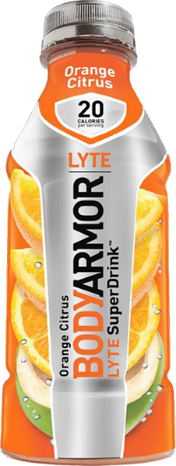 Orange
Citrus
20
CALORIES
per serving
LYTE
Orange Citrus
BODYARMOR
LYTE SuperDrink™